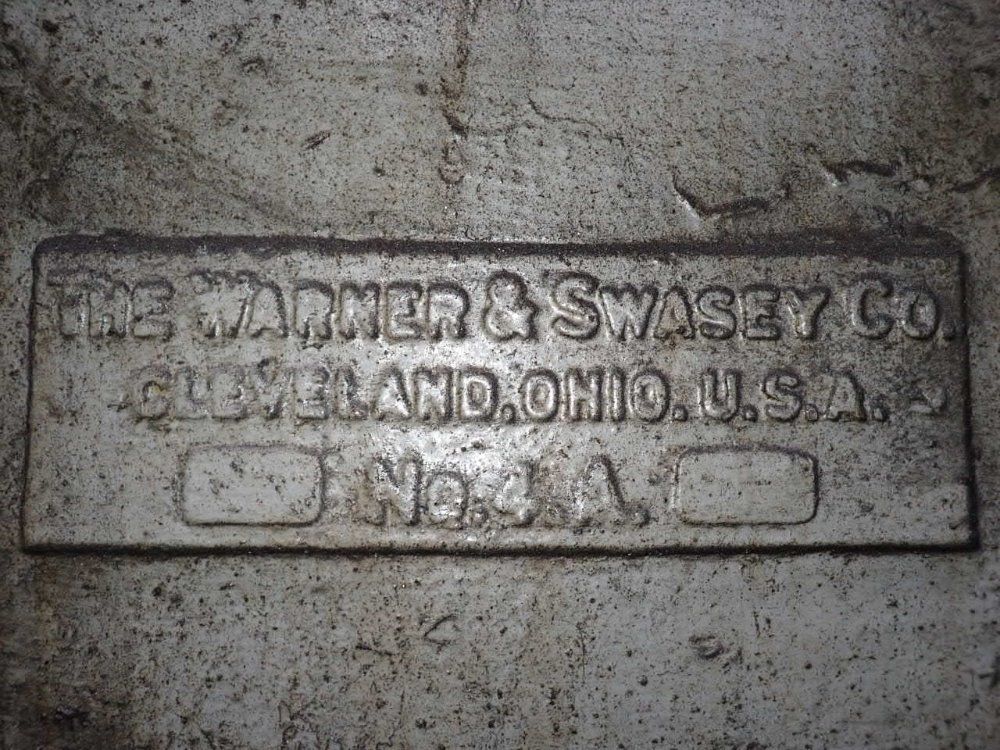 THE WARNER & SWASEY CO.
CLEVELAND, OHIO. U.S.A.
No. 4. A.